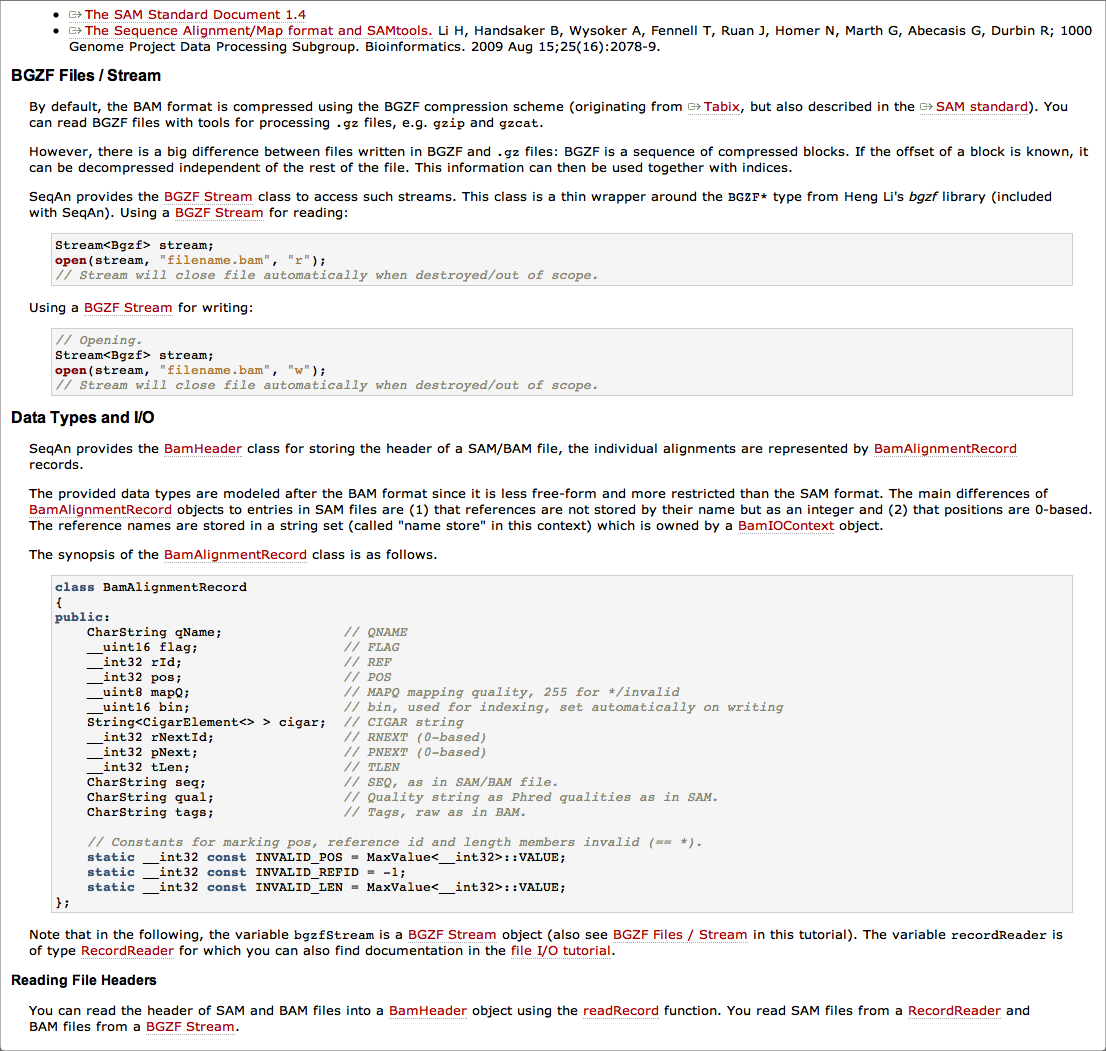 The SAM Standard Document 1.4
The Sequence Alignment/Map format and SAMtools. Li H, Handsaker B, Wysoker A, Fennell T, Ruan J, Homer N, Marth G, Abecasis G, Durbin R; 1000
Genome Project Data Processing Subgroup. Bioinformatics. 2009 Aug 15;25(16):2078-9.
BGZF Files / Stream
By default, the BAM format is compressed using the BGZF compression scheme (originating from Tabix, but also described in the SAM standard). You
can read BGZF files with tools for processing .gz files, e.g. gzip and gzcat.
However, there is a big difference between files written in BGZF and .gz files: BGZF is a sequence of compressed blocks. If the offset of a block is known, it
can be decompressed independent of the rest of the file. This information can then be used together with indices.
SeqAn provides the BGZF Stream class to access such streams. This class is a thin wrapper around the BGZF* type from Heng Li's bgzf library (included
with SeqAn). Using a BGZF Stream for reading:
Stream<Bgzf> stream;
open(stream, "filename.bam", "r");
// Stream will close file automatically when destroyed/out of scope.
Using a BGZF Stream for writing:
// Opening.
Stream<Bgzf> stream;
open(stream, "filename.bam", "w");
// Stream will close file automatically when destroyed/out of scope.
Data Types and I/O
SeqAn provides the BamHeader class for storing the header of a SAM/BAM file, the individual alignments are represented by BamAlignmentRecord
records.
The provided data types are modeled after the BAM format since it is less free-form and more restricted than the SAM format. The main differences of
BamAlignmentRecord objects to entries in SAM files are (1) that references are not stored by their name but as an integer and (2) that positions are 0-based.
The reference names are stored in a string set (called "name store" in this context) which is owned by a BamIOContext object.
The synopsis of the BamAlignmentRecord class is as follows.
class BamAlignmentRecord
{
public:
    CharString qName;               // QNAME
    __uint16 flag;                  // FLAG
    __int32 rId;                    // REF
    __int32 pos;                    // POS
    __uint8 mapQ;                   // MAPQ mapping quality, 255 for */invalid
    __uint16 bin;                   // bin, used for indexing, set automatically on writing
    String<CigarElement<> > cigar;  // CIGAR string
    __int32 rNextId;                // RNEXT (0-based)
    __int32 pNext;                  // PNEXT (0-based)
    __int32 tLen;                   // TLEN
    CharString seq;                 // SEQ, as in SAM/BAM file.
    CharString qual;                // Quality string as Phred qualities as in SAM.
    CharString tags;                // Tags, raw as in BAM.
    // Constants for marking pos, reference id and length members invalid (== *).
    static __int32 const INVALID_POS = MaxValue<__int32>::VALUE;
    static __int32 const INVALID_REFID = -1;
    static __int32 const INVALID_LEN = MaxValue<__int32>::VALUE;
};
Note that in the following, the variable bgzfStream is a BGZF Stream object (also see BGZF Files / Stream in this tutorial). The variable recordReader is
of type RecordReader for which you can also find documentation in the file I/O tutorial.
Reading File Headers
You can read the header of SAM and BAM files into a BamHeader object using the readRecord function. You read SAM files from a RecordReader and
BAM files from a BGZF Stream.